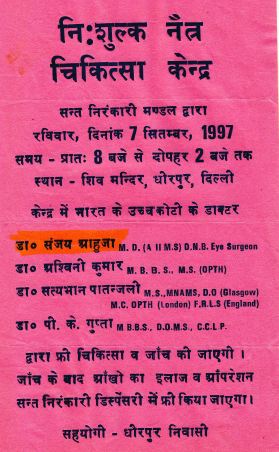 नि:शुल्क नैत्र
चिकित्सा केन्द्र
सन्त निरंकारी मण्डल द्वारा
रविवार, दिनांक 7 सितम्बर, 1997
समय - प्रातः 8 बजे से दोपहर 2 बजे तक
स्थान - शिव मन्दिर, धीरपुर, दिल्ली
केन्द्र में भारत के उच्चकोटी के डाक्टर
डा० संजय आहुजा M. D. (A II M S) D.N.B. Eye Surgeon
डा० अश्विनी कुमार M. B. B. S., M.S. (OPTH)
डा० सत्यभान पातन्जली M.S., MNAMS, D.O (Glasgow)
M.C. OPTH (London) F.R.L.S (England)
डा० पी. के. गुप्ता M B.B.S., D.O.M.S., C.C.L.P.
द्वारा फ्री चिकित्सा व जाँच की जाएगी ।
जाँच के बाद आँखो का इलाज व आँपरेशन
सन्त निरंकारी डिस्पेंसरी में फ्री किया जाएगा।
सहयोगी - धीरपुर निवासी